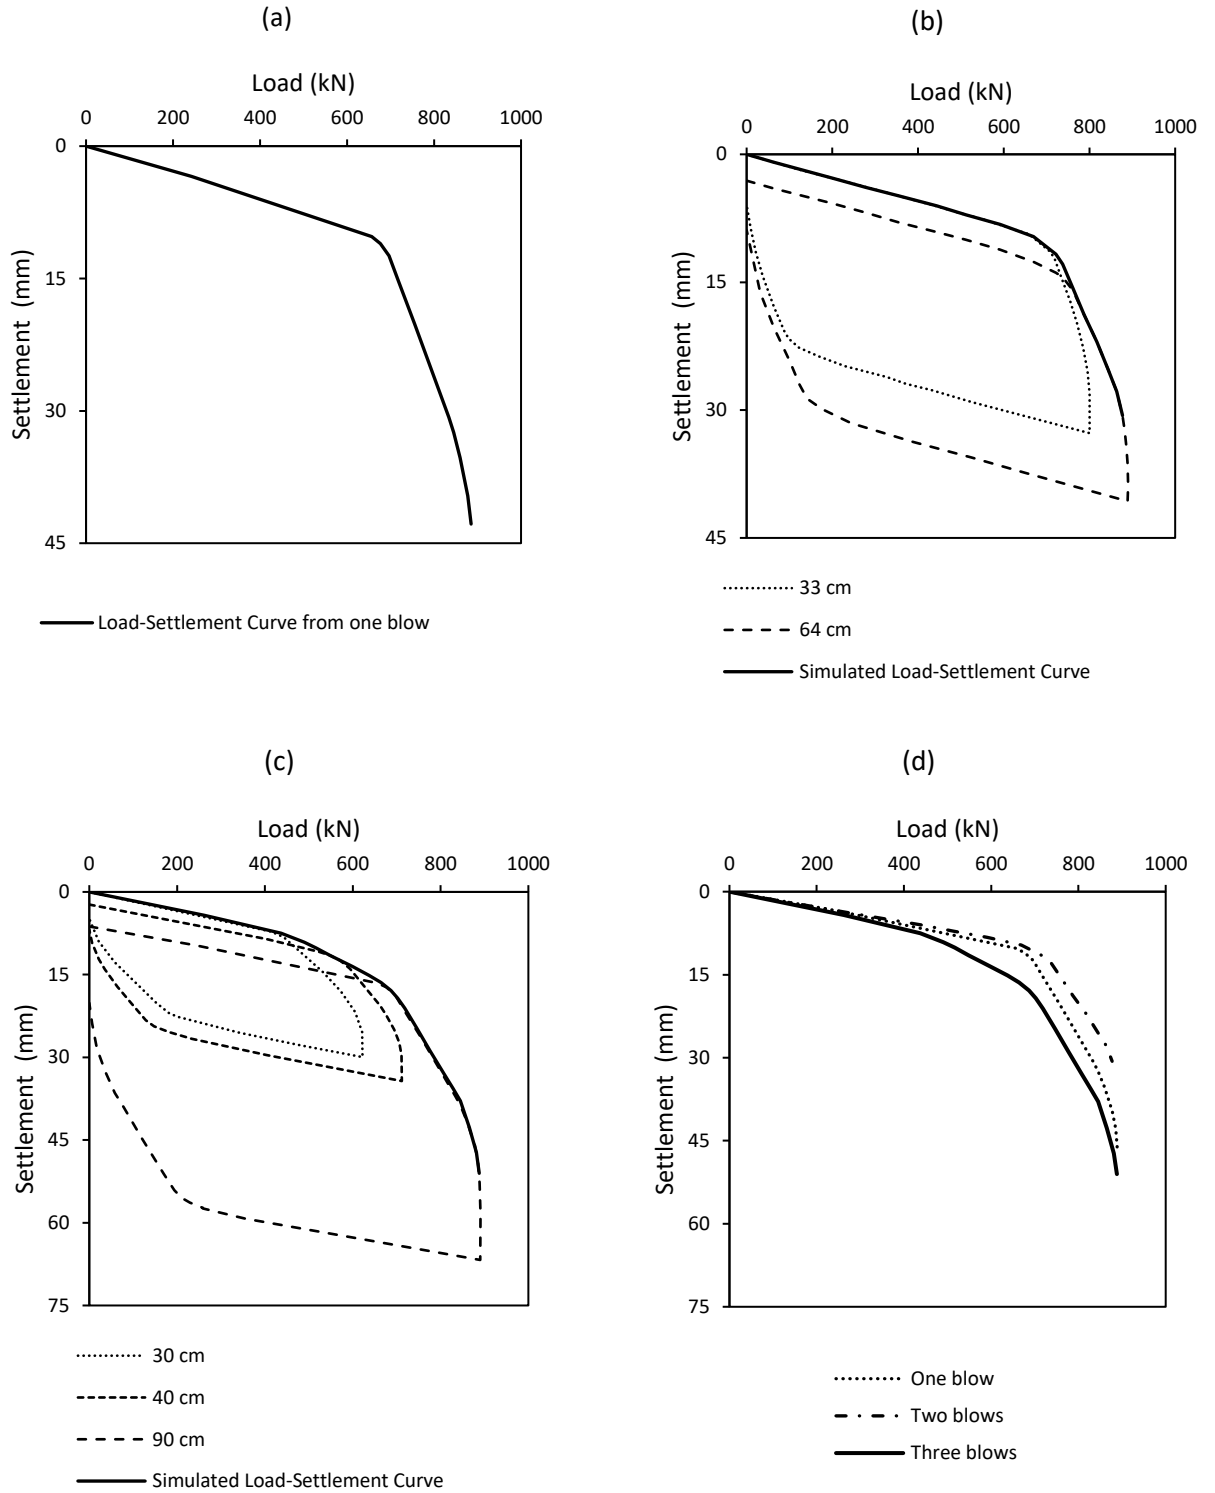 (a)
Load (kN)
0 200 400 600 800 1000
0
15
30
45
Settlement (mm)
Load-Settlement Curve from one blow
(b)
Load (kN)
0 200 400 600 800 1000
0
15
30
45
Settlement (mm)
33 cm
64 cm
Simulated Load-Settlement Curve
(c)
Load (kN)
0 200 400 600 800 1000
0
15
30
45
60
75
Settlement (mm)
30 cm
40 cm
90 cm
Simulated Load-Settlement Curve
(d)
Load (kN)
0 200 400 600 800 1000
0
15
30
45
60
75
Settlement (mm)
One blow
Two blows
Three blows